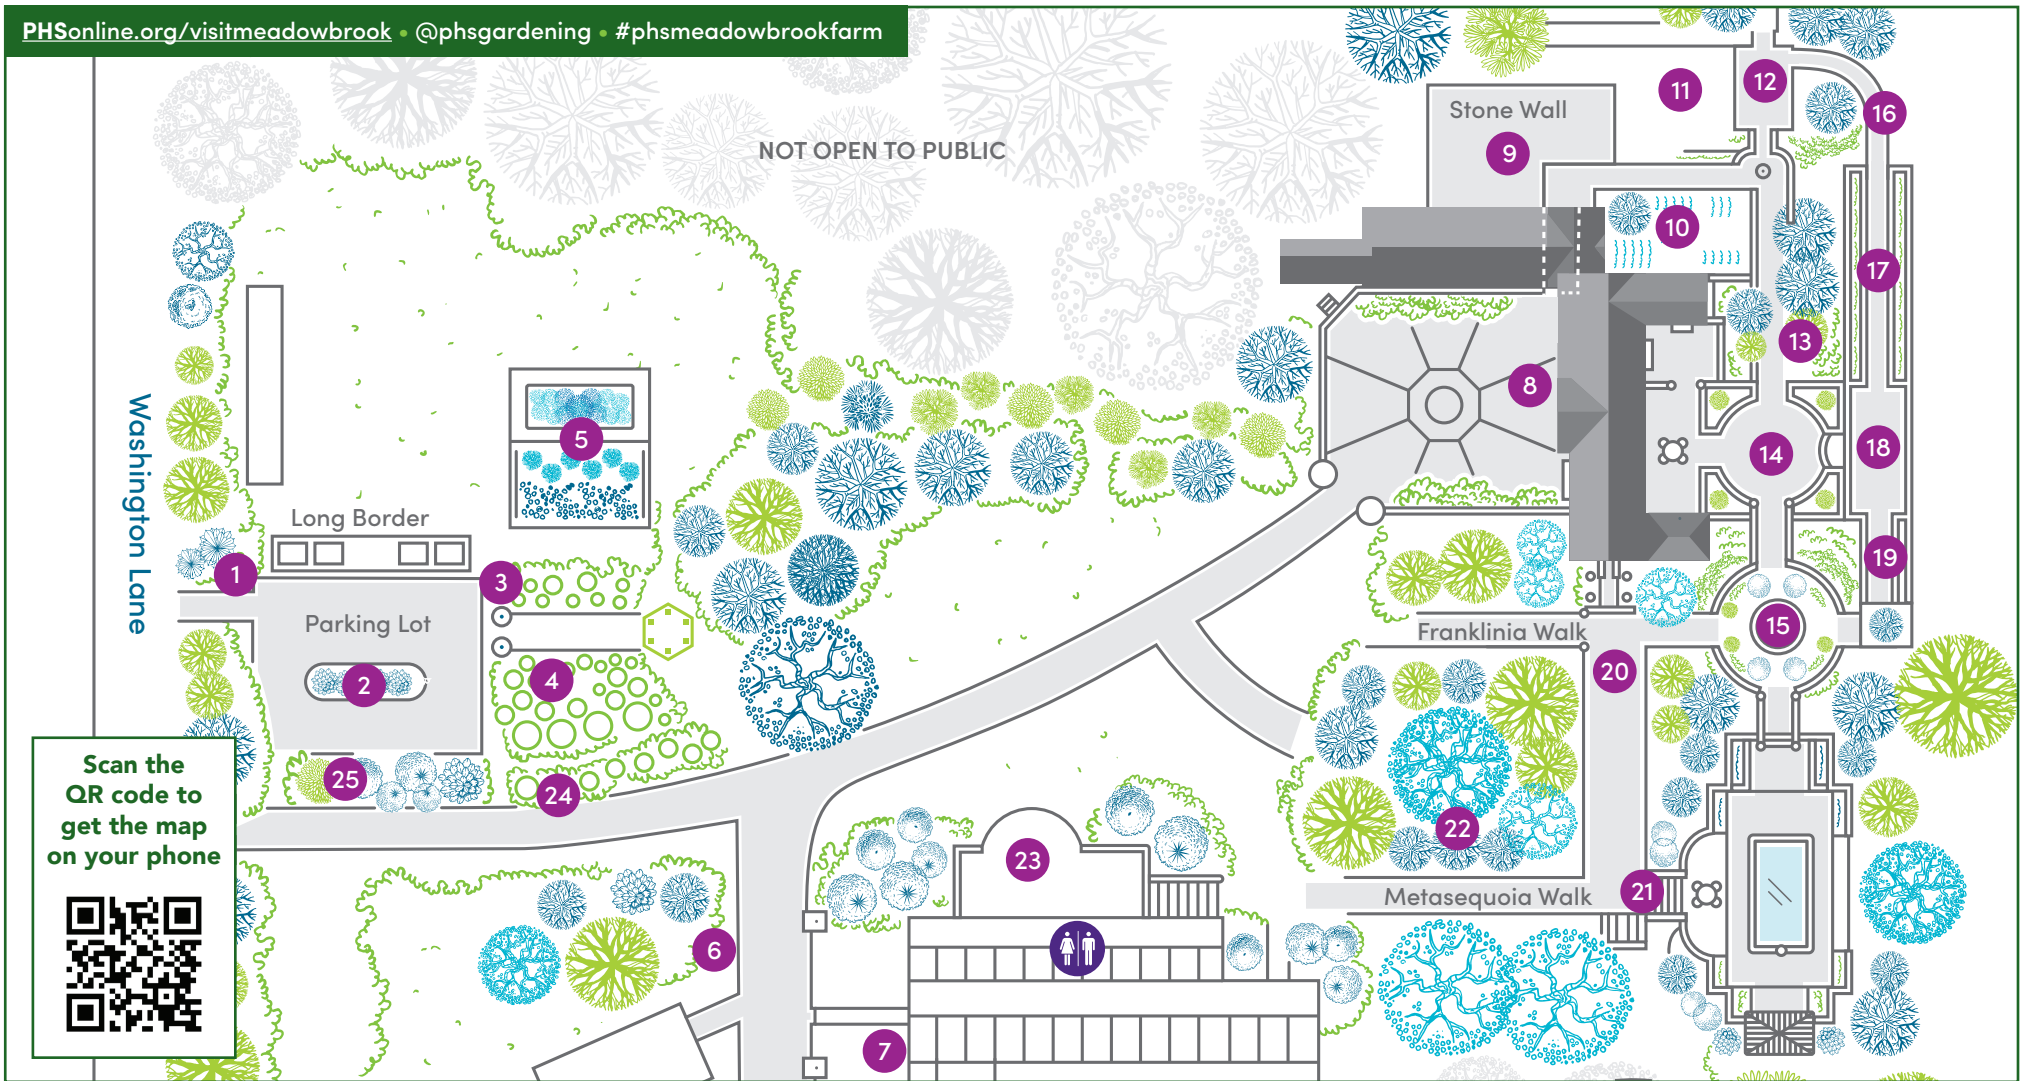 PHSonline.org/visitmeadowbrook • @phsgardening • #phsmeadowbrookfarm
NOT OPEN TO PUBLIC
Stone Wall
9
11
12
16
10
17
13
8
14
18
Washington Lane
5
Long Border
1
3
19
Parking Lot
Franklinia Walk
15
2
4
20
Scan the
QR code to
get the map
on your phone
25
24
22
23
Metasequoia Walk
21
6
7